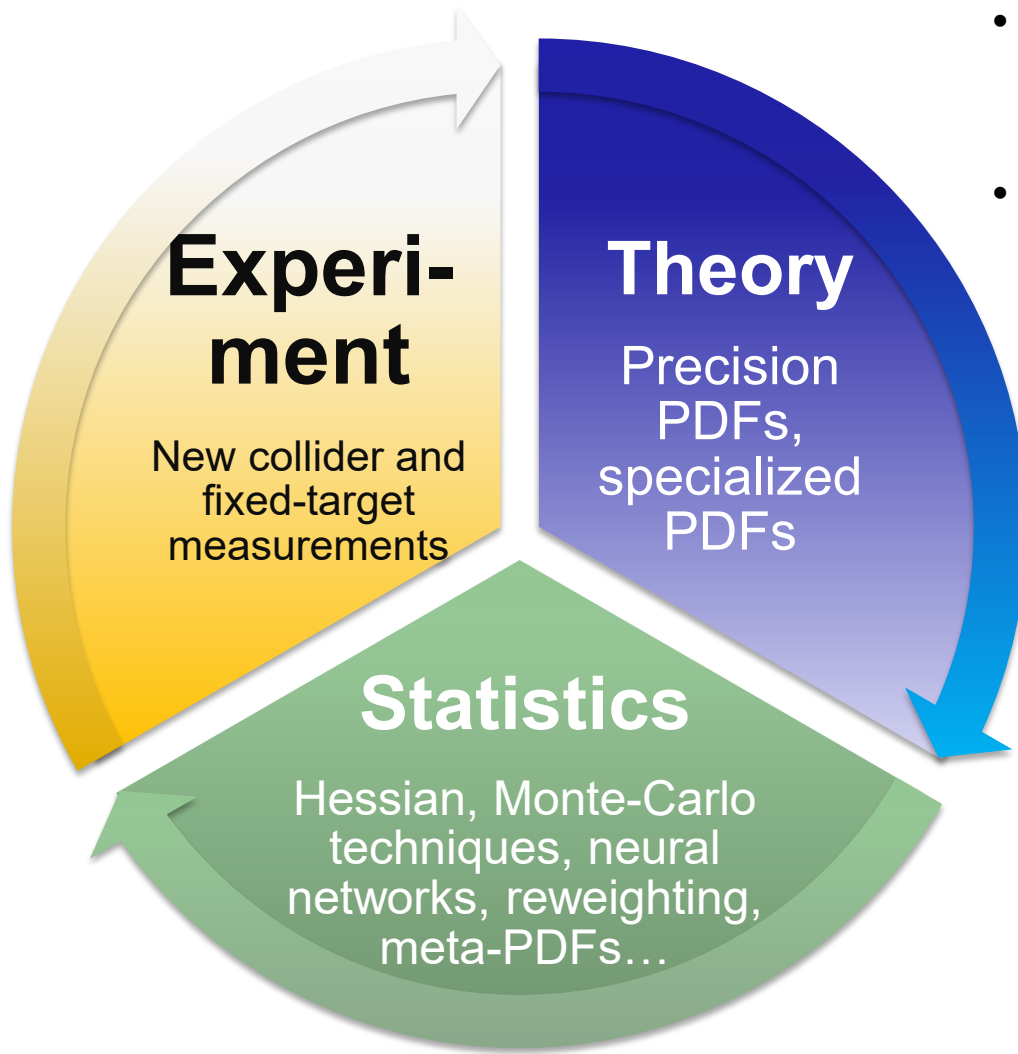 Experi-
ment
New collider and
fixed-target
measurements
Theory
Precision
PDFs,
specialized
PDFs
Statistics
Hessian, Monte-Carlo
techniques, neural
networks, reweighting,
meta-PDFs…
•
•